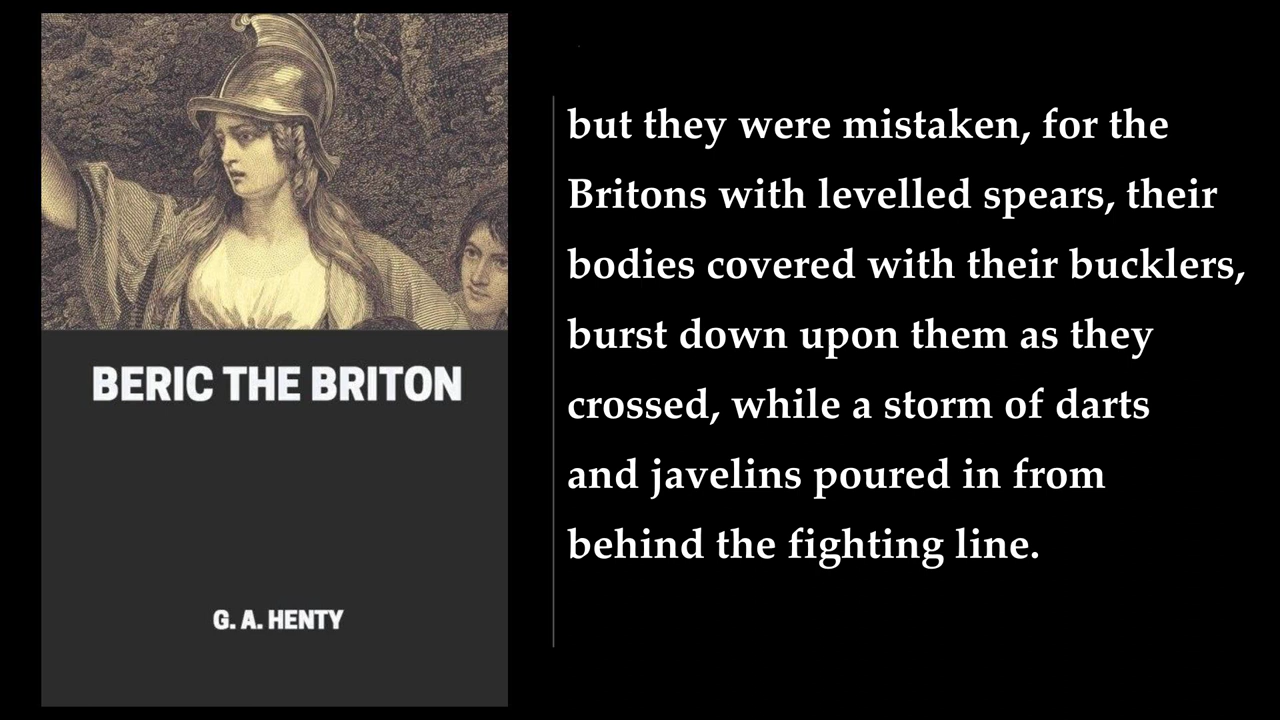 BERIC THE BRITON
G. A. HENTY
but they were mistaken, for the
Britons with levelled spears, their
bodies covered with their bucklers,
burst down upon them as they
crossed, while a storm of darts
and javelins poured in from
behind the fighting line.